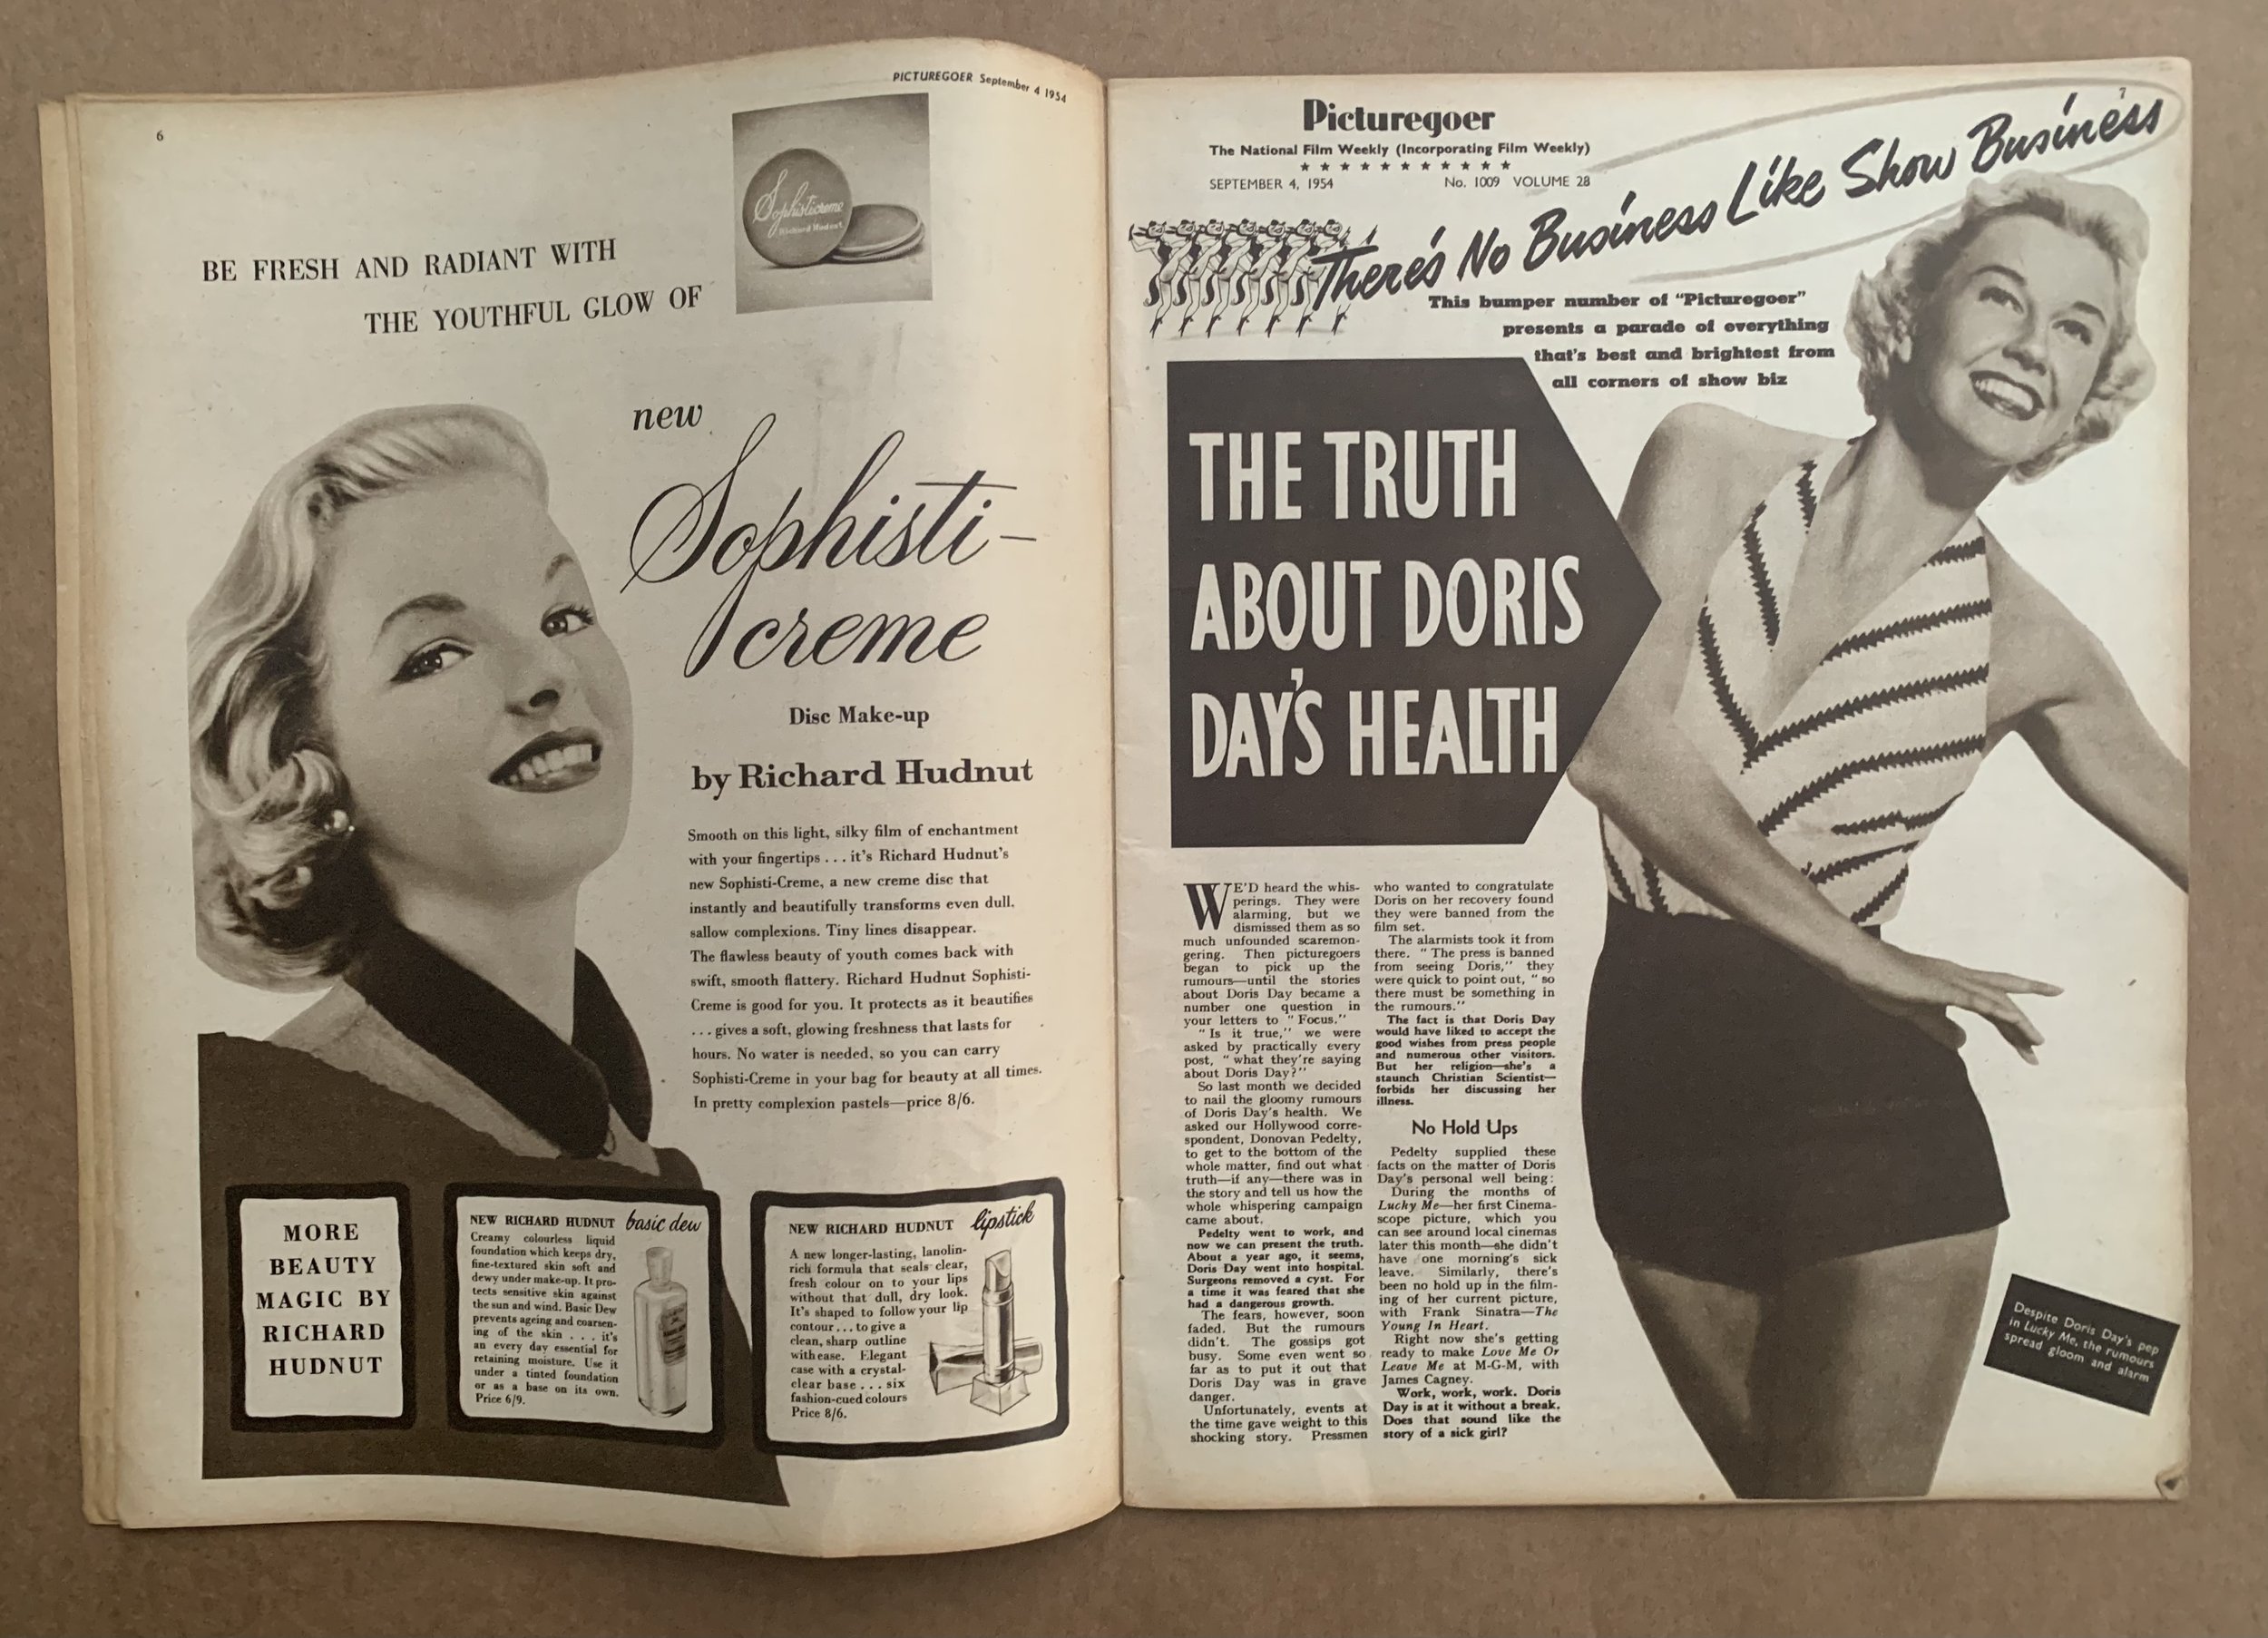 6
PICTUREGOER September 4 1954
Sophisticreme
Richard Hudnut
BE FRESH AND RADIANT WITH
THE YOUTHFUL GLOW OF
new
Sophisti-
creme
Disc Make-up
by Richard Hudnut
Smooth on this light, silky film of enchantment
with your fingertips . . . it's Richard Hudnut's
new Sophisti-Creme, a new creme disc that
instantly and beautifully transforms even dull,
sallow complexions. Tiny lines disappear.
The flawless beauty of youth comes back with
swift, smooth flattery. Richard Hudnut Sophisti-
Creme is good for you. It protects as it beautifies
. . . gives a soft, glowing freshness that lasts for
hours. No water is needed, so you can carry
Sophisti-Creme in your bag for beauty at all times.
In pretty complexion pastels—price 8/6.
MORE
BEAUTY
MAGIC BY
RICHARD
HUDNUT
NEW RICHARD HUDNUT basic dew
Creamy colourless liquid
foundation which keeps dry,
fine-textured skin soft and
dewy under make-up. It pro-
tects sensitive skin against
the sun and wind. Basic Dew
prevents ageing and coarsen-
ing of the skin . . . it's
an every day essential for
retaining moisture. Use it
under a tinted foundation
or as a base on its own.
Price 6/9.
NEW RICHARD HUDNUT lipstick
A new longer-lasting, lanolin-
rich formula that seals clear,
fresh colour on to your lips
without that dull, dry look.
It's shaped to follow your lip
contour . . . to give a
clean, sharp outline
with ease. Elegant
case with a crystal-
clear base . . . six
fashion-cued colours
Price 8/6.
7
Picturegoer
The National Film Weekly (Incorporating Film Weekly)
SEPTEMBER 4, 1954 No. 1009 VOLUME 28
There's No Business Like Show Business
This bumper number of "Picturegoer"
presents a parade of everything
that's best and brightest from
all corners of show biz
THE TRUTH
ABOUT DORIS
DAY'S HEALTH
WE'D heard the whis-
perings. They were
alarming, but we
dismissed them as so
much unfounded scaremon-
gering. Then picturegoers
began to pick up the
rumours—until the stories
about Doris Day became a
number one question in
your letters to "Focus."
"Is it true," we were
asked by practically every
post, "what they're saying
about Doris Day?"
So last month we decided
to nail the gloomy rumours
of Doris Day's health. We
asked our Hollywood corre-
spondent, Donovan Pedelty,
to get to the bottom of the
whole matter, find out what
truth—if any—there was in
the story and tell us how the
whole whispering campaign
came about.
Pedelty went to work, and
now we can present the truth.
About a year ago, it seems,
Doris Day went into hospital.
Surgeons removed a cyst. For
a time it was feared that she
had a dangerous growth.
The fears, however, soon
faded. But the rumours
didn't. The gossips got
busy. Some even went so
far as to put it out that
Doris Day was in grave
danger.
Unfortunately, events at
the time gave weight to this
shocking story. Pressmen
who wanted to congratulate
Doris on her recovery found
they were banned from the
film set.
The alarmists took it from
there. "The press is banned
from seeing Doris," they
were quick to point out, "so
there must be something in
the rumours."
The fact is that Doris Day
would have liked to accept the
good wishes from press people
and numerous other visitors.
But her religion—she's a
staunch Christian Scientist—
forbids her discussing her
illness.
No Hold Ups
Pedelty supplied these
facts on the matter of Doris
Day's personal well being:
During the months of
Lucky Me—her first Cinema-
scope picture, which you
can see around local cinemas
later this month—she didn't
have one morning's sick
leave. Similarly, there's
been no hold up in the film-
ing of her current picture,
with Frank Sinatra—The
Young In Heart.
Right now she's getting
ready to make Love Me Or
Leave Me at M-G-M, with
James Cagney.
Work, work, work. Doris
Day is at it without a break.
Does that sound like the
story of a sick girl?
Despite Doris Day's pep
in Lucky Me, the rumours
spread gloom and alarm